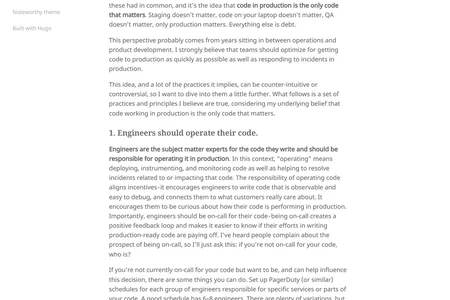 Noteworthy theme
Built with Hugo
these had in common, and it's the idea that code in production is the only code
that matters. Staging doesn't matter, code on your laptop doesn't matter, QA
doesn't matter, only production matters. Everything else is debt.
This perspective probably comes from years sitting in between operations and
product development. I strongly believe that teams should optimize for getting
code to production as quickly as possible as well as responding to incidents in
production.
This idea, and a lot of the practices it implies, can be counter-intuitive or
controversial, so I want to dive into them a little further. What follows is a set of
practices and principles I believe are true, considering my underlying belief that
code working in production is the only code that matters.
1. Engineers should operate their code.
Engineers are the subject matter experts for the code they write and should be
responsible for operating it in production. In this context, "operating" means
deploying, instrumenting, and monitoring code as well as helping to resolve
incidents related to or impacting that code. The responsibility of operating code
aligns incentives–it encourages engineers to write code that is observable and
easy to debug, and connects them to what customers really care about. It
encourages them to be curious about how their code is performing in production.
Importantly, engineers should be on-call for their code–being on-call creates a
positive feedback loop and makes it easier to know if their efforts in writing
production-ready code are paying off. I've heard people complain about the
prospect of being on-call, so I'll just ask this: if you're not on-call for your code,
who is?
If you're not currently on-call for your code but want to be, and can help influence
this decision, there are some things you can do. Set up PagerDuty (or similar)
schedules for each group of engineers responsible for specific services or parts of
your code. A good schedule has 6-8 engineers. There are plenty of variations, but